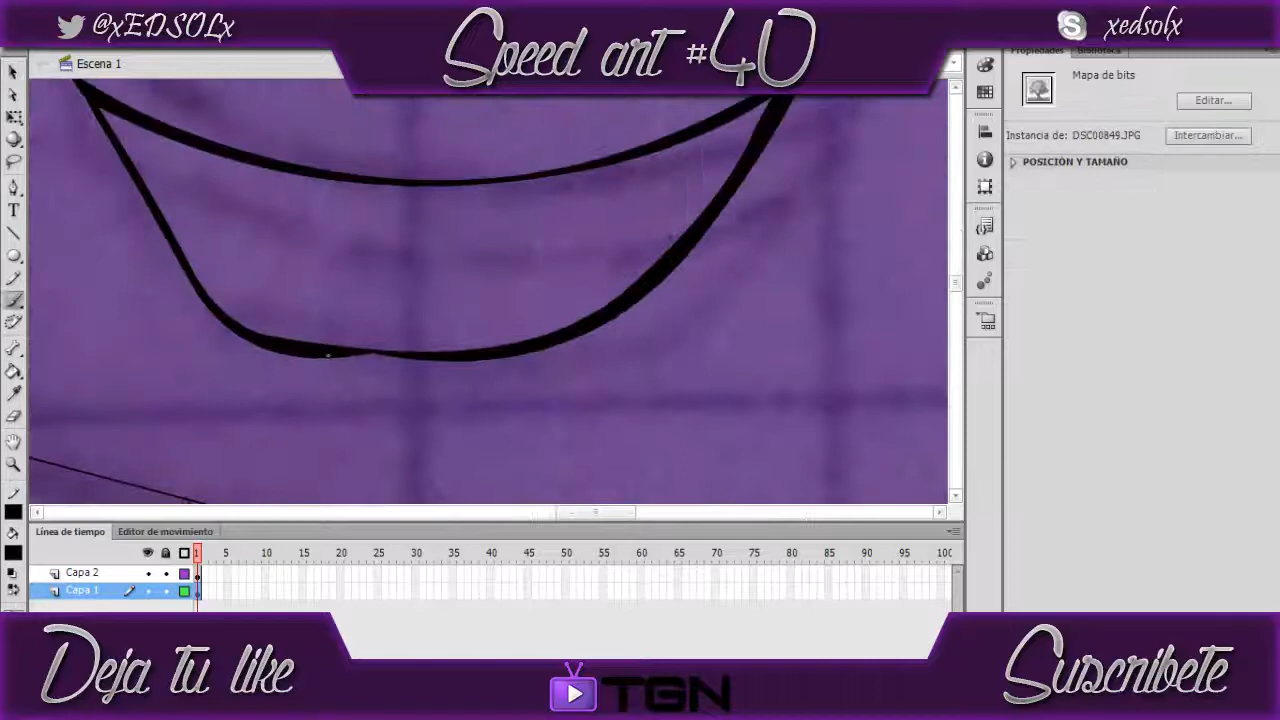 @xEDSOLx
Speed art #40
xedsolx
Escena 1
Propiedades Biblioteca
Mapa de bits
Editar...
Instancia de: DSC00849.JPG
Intercambiar...
POSICIÓN Y TAMAÑO
T
Línea de tiempo Editor de movimiento
1 5 10 15 20 25 30 35 40 45 50 55 60 65 70 75 80 85 90 95 100
Capa 2
Capa 1
Deja tu like
TGN
Suscribete